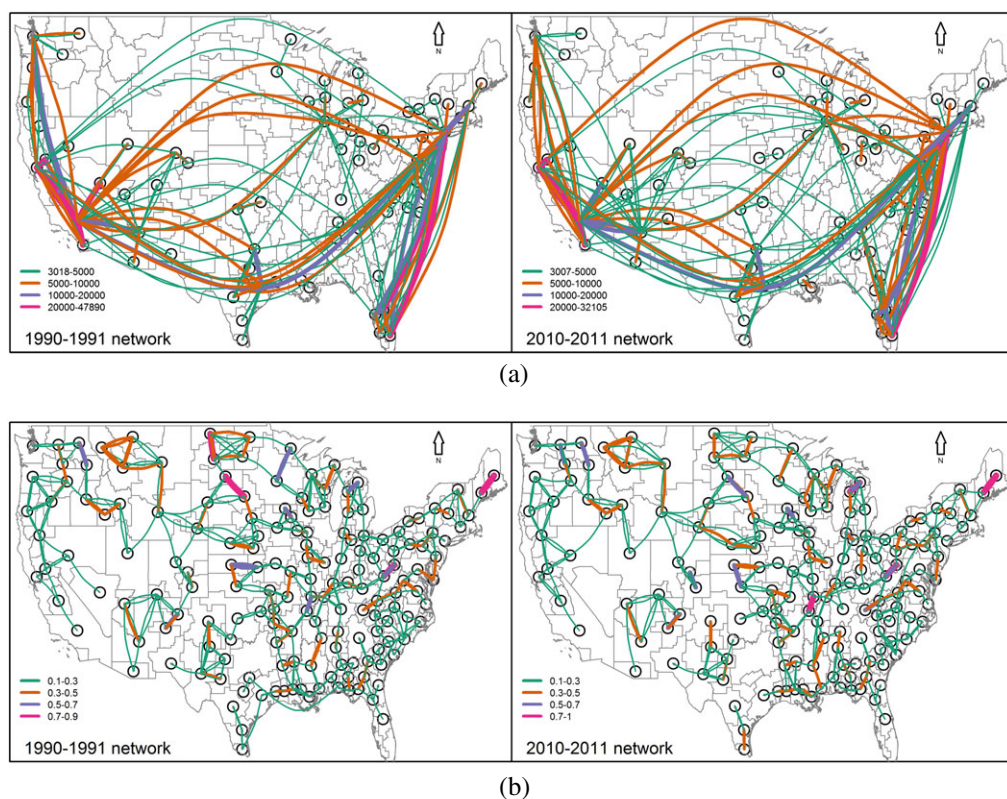 N
N
3018-5000
5000-10000
10000-20000
20000-47890
1990-1991 network
3007-5000
5000-10000
10000-20000
20000-32105
2010-2011 network
(a)
N
N
0.1-0.3
0.3-0.5
0.5-0.7
0.7-0.9
1990-1991 network
0.1-0.3
0.3-0.5
0.5-0.7
0.7-1
2010-2011 network
(b)